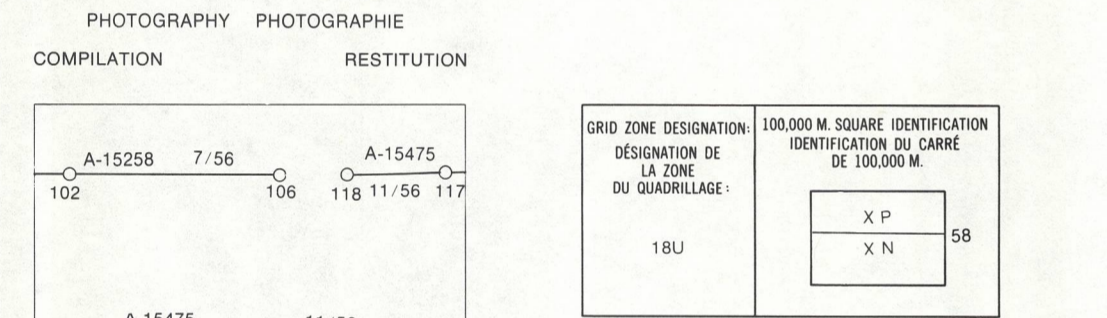 PHOTOGRAPHY PHOTOGRAPHIE
COMPILATION RESTITUTION
A-15258 7/56
102 106
A-15475
118 11/56 117
A-15475
GRID ZONE DESIGNATION:
DÉSIGNATION DE
LA ZONE
DU QUADRILLAGE:
18U
100,000 M. SQUARE IDENTIFICATION
IDENTIFICATION DU CARRÉ
DE 100,000 M.
X P
X N
58